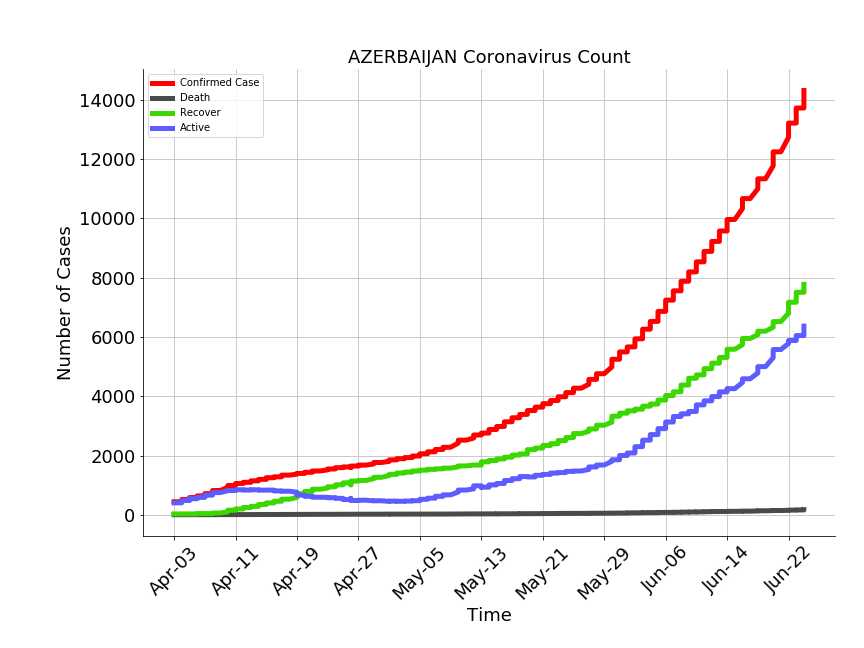 AZERBAIJAN Coronavirus Count
Confirmed Case
Death
Recover
Active
14000
12000
10000
8000
6000
4000
2000
0
Number of Cases
Apr-03
Apr-11
Apr-19
Apr-27
May-05
May-13
May-21
May-29
Jun-06
Jun-14
Jun-22
Time